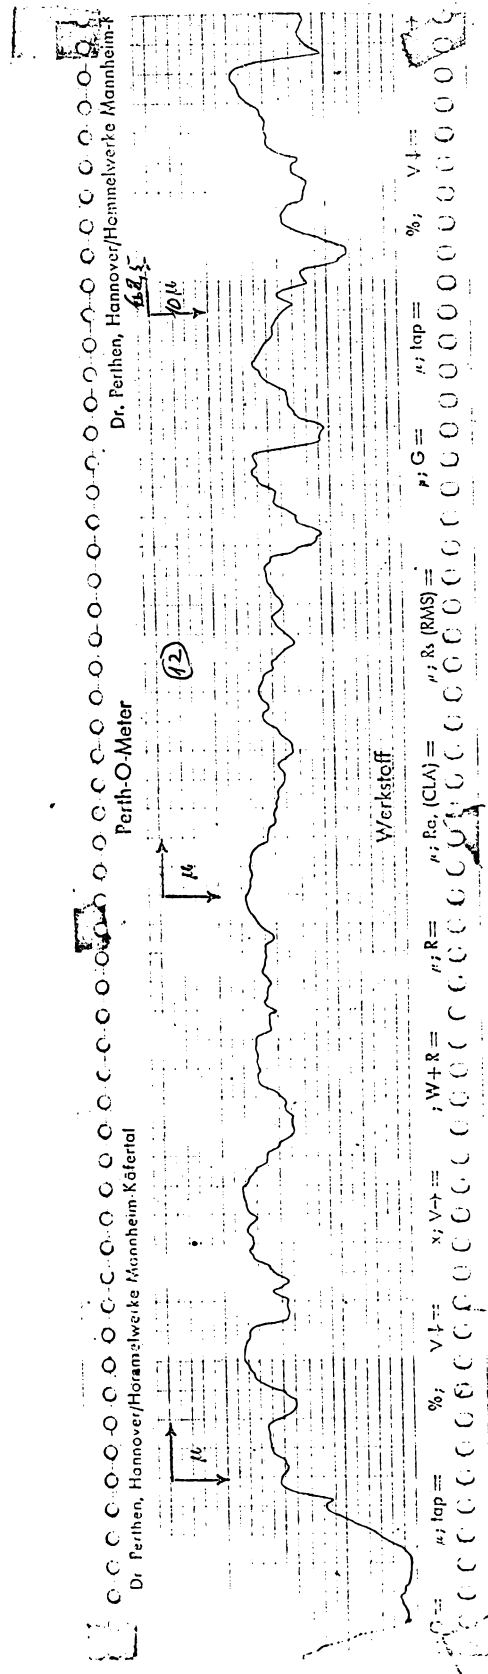 Dr. Perthen, Hannover/Hommelwerke Mannheim-K
10 µ
Perth-O-Meter
12
µ
Dr Perthen, Hannover/Hommelwerke Mannheim-Käfertal
µ
Werkstoff
µ; tap= %; V↓= x; V→= ; W+R= µ; R= µ; Ra, (CLA)= µ; Rs (RMS)= µ; G= µ; tap= %; V↓=